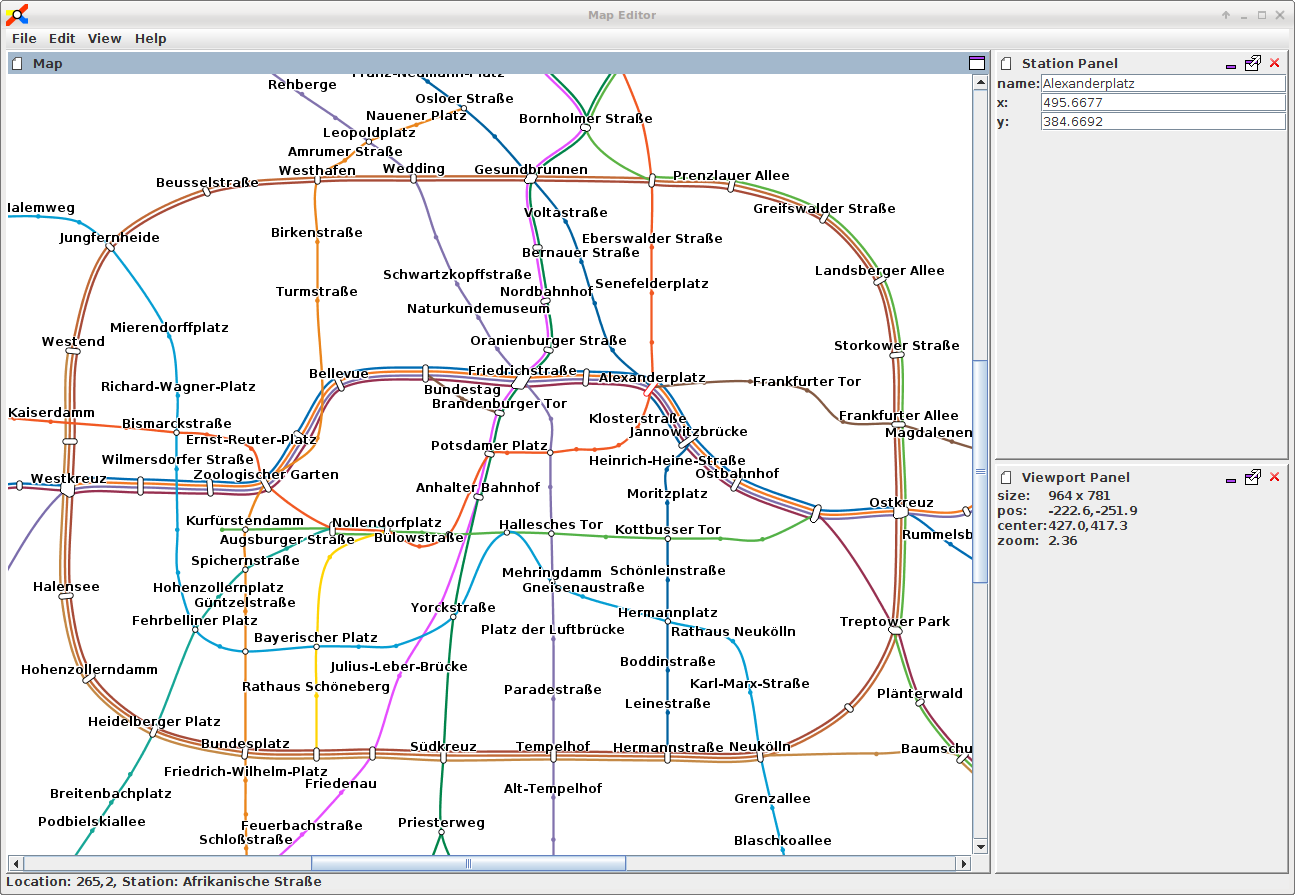 Map Editor
File Edit View Help
Map
Rehberge
Franz-Neumann-Platz
Osloer Straße
Nauener Platz
Bornholmer Straße
Leopoldplatz
Amrumer Straße
Westhafen
Wedding
Gesundbrunnen
Prenzlauer Allee
Beusselstraße
Halemweg
Voltastraße
Greifswalder Straße
Birkenstraße
Jungfernheide
Eberswalder Straße
Bernauer Straße
Schwartzkopffstraße
Landsberger Allee
Turmstraße
Nordbahnhof
Senefelderplatz
Naturkundemuseum
Mierendorffplatz
Westend
Oranienburger Straße
Storkower Straße
Bellevue
Friedrichstraße
Alexanderplatz
Frankfurter Tor
Richard-Wagner-Platz
Bundestag
Brandenburger Tor
Kaiserdamm
Bismarckstraße
Klosterstraße
Frankfurter Allee
Ernst-Reuter-Platz
Jannowitzbrücke
Magdalenen
Potsdamer Platz
Wilmersdorfer Straße
Heinrich-Heine-Straße
Westkreuz
Zoologischer Garten
Ostbahnhof
Anhalter Bahnhof
Moritzplatz
Ostkreuz
Kurfürstendamm
Nollendorfplatz
Hallesches Tor
Kottbusser Tor
Augsburger Straße
Bülowstraße
Rummelsb
Spichernstraße
Mehringdamm
Schönleinstraße
Halensee
Hohenzollernplatz
Gneisenaustraße
Güntzelstraße
Yorckstraße
Hermannplatz
Fehrbelliner Platz
Treptower Park
Bayerischer Platz
Platz der Luftbrücke
Rathaus Neukölln
Hohenzollerndamm
Julius-Leber-Brücke
Boddinstraße
Rathaus Schöneberg
Paradestraße
Karl-Marx-Straße
Plänterwald
Leinestraße
Heidelberger Platz
Bundesplatz
Südkreuz
Tempelhof
Hermannstraße
Neukölln
Baumschu
Friedrich-Wilhelm-Platz
Friedenau
Breitenbachplatz
Alt-Tempelhof
Grenzallee
Podbielskiallee
Feuerbachstraße
Priesterweg
Schloßstraße
Blaschkoallee
Location: 265,2, Station: Afrikanische Straße
Station Panel
name: Alexanderplatz
x: 495.6677
y: 384.6692
Viewport Panel
size: 964 x 781
pos: -222.6,-251.9
center: 427.0,417.3
zoom: 2.36